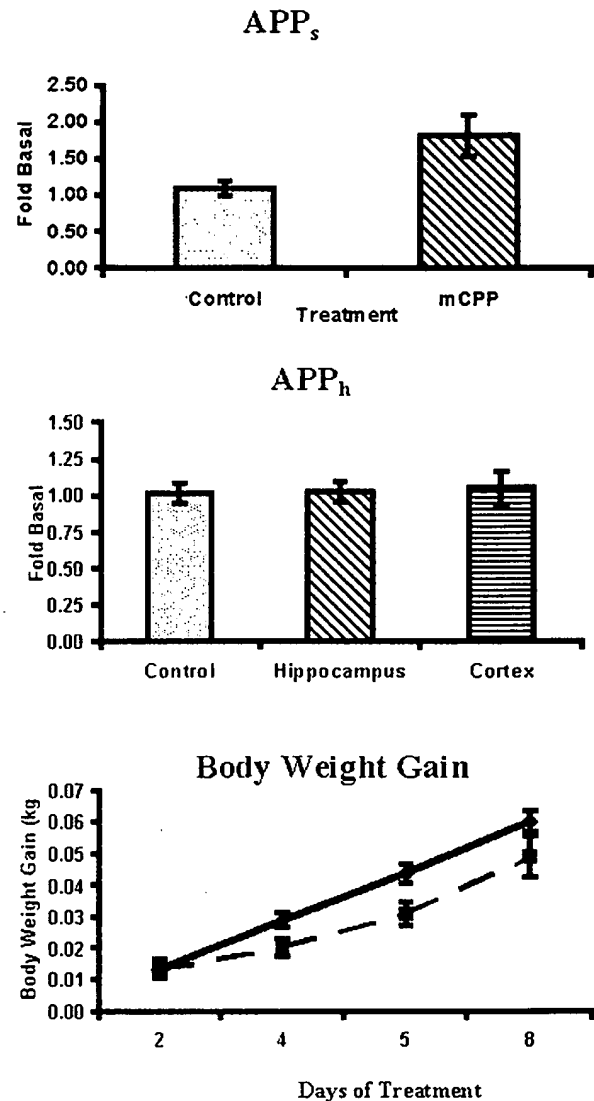 APPs
2.50
2.00
1.50
1.00
0.50
0.00
Fold Basal
Control
mCPP
Treatment
APPh
1.50
1.25
1.00
0.75
0.50
0.25
0.00
Fold Basal
Control
Hippocampus
Cortex
Body Weight Gain
0.07
0.06
0.05
0.04
0.03
0.02
0.01
0.00
Body Weight Gain (kg
2
4
5
8
Days of Treatment